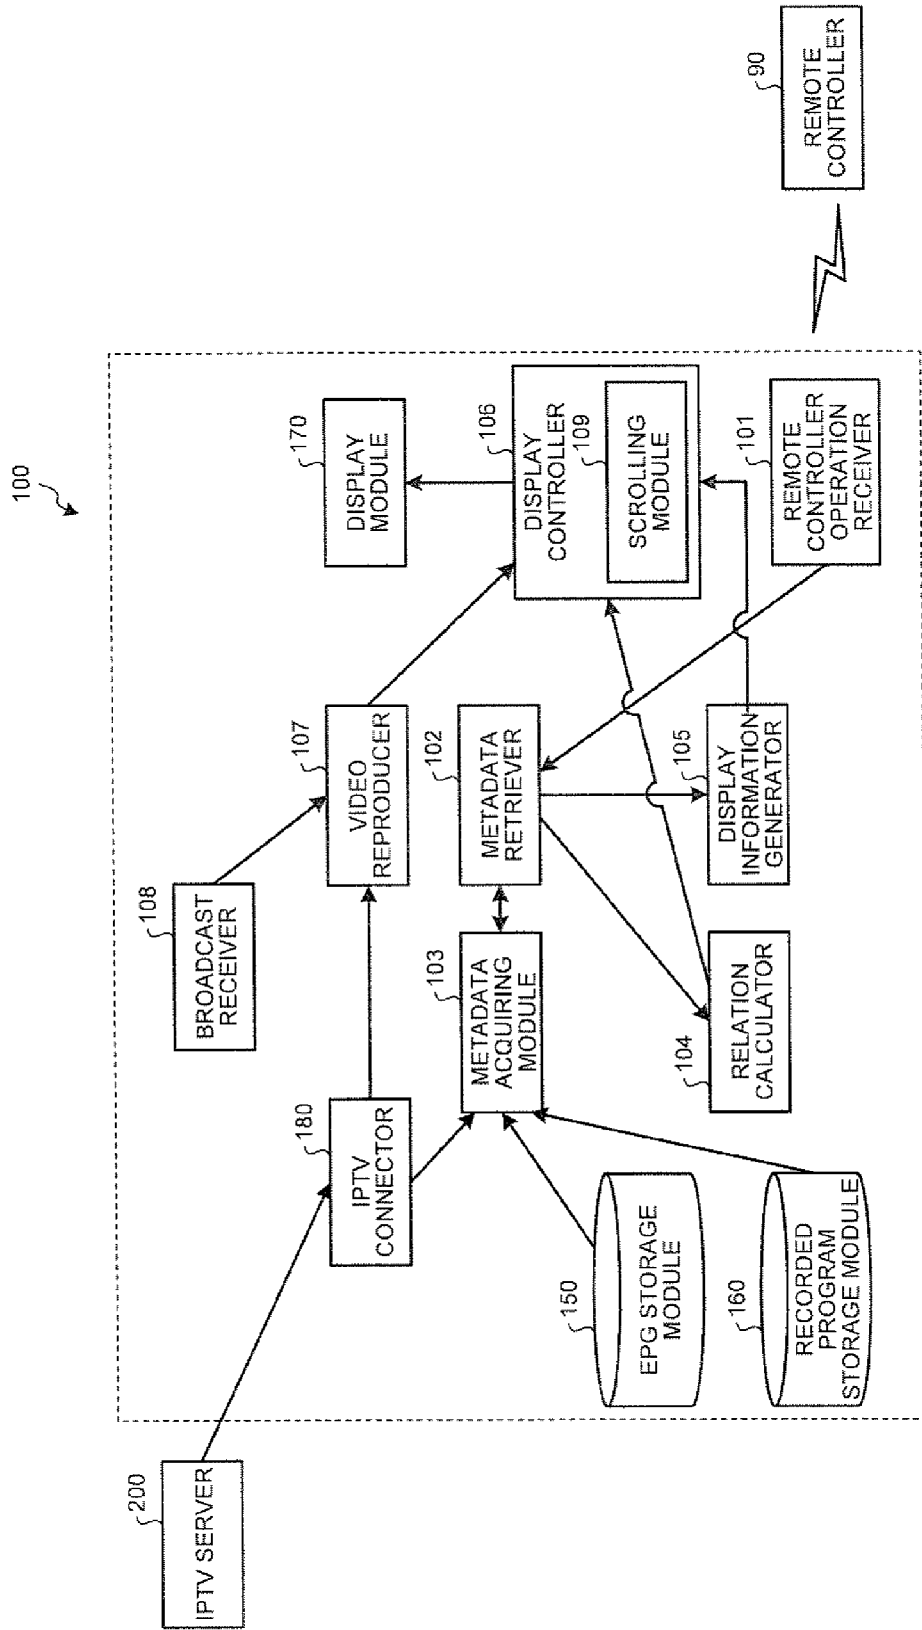 100
200
IPTV SERVER
180
IPTV
CONNECTOR
108
BROADCAST
RECEIVER
107
VIDEO
REPRODUCER
170
DISPLAY
MODULE
103
METADATA
ACQUIRING
MODULE
102
METADATA
RETRIEVER
106
DISPLAY
CONTROLLER
109
SCROLLING
MODULE
90
REMOTE
CONTROLLER
150
EPG STORAGE
MODULE
160
RECORDED
PROGRAM
STORAGE MODULE
104
RELATION
CALCULATOR
105
DISPLAY
INFORMATION
GENERATOR
101
REMOTE
CONTROLLER
OPERATION
RECEIVER